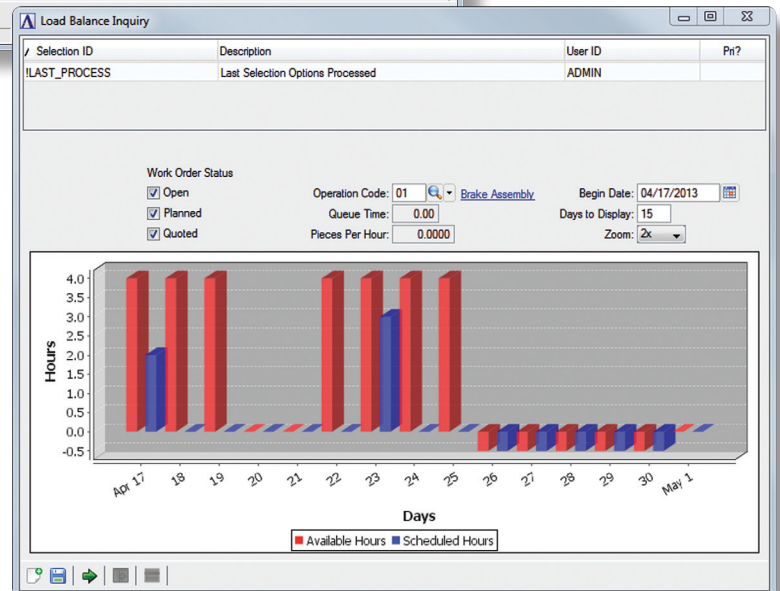 Load Balance Inquiry
Selection ID Description User ID Pri?
!LAST_PROCESS Last Selection Options Processed ADMIN
Work Order Status
Open Operation Code: 01 Brake Assembly Begin Date: 04/17/2013
Planned Queue Time: 0.00 Days to Display: 15
Quoted Pieces Per Hour: 0.0000 Zoom: 2x
4.0
3.5
3.0
2.5
2.0
1.5
1.0
0.5
0.0
-0.5
Hours
Apr 17 18 19 20 21 22 23 24 25 26 27 28 29 30 May 1
Days
Available Hours Scheduled Hours